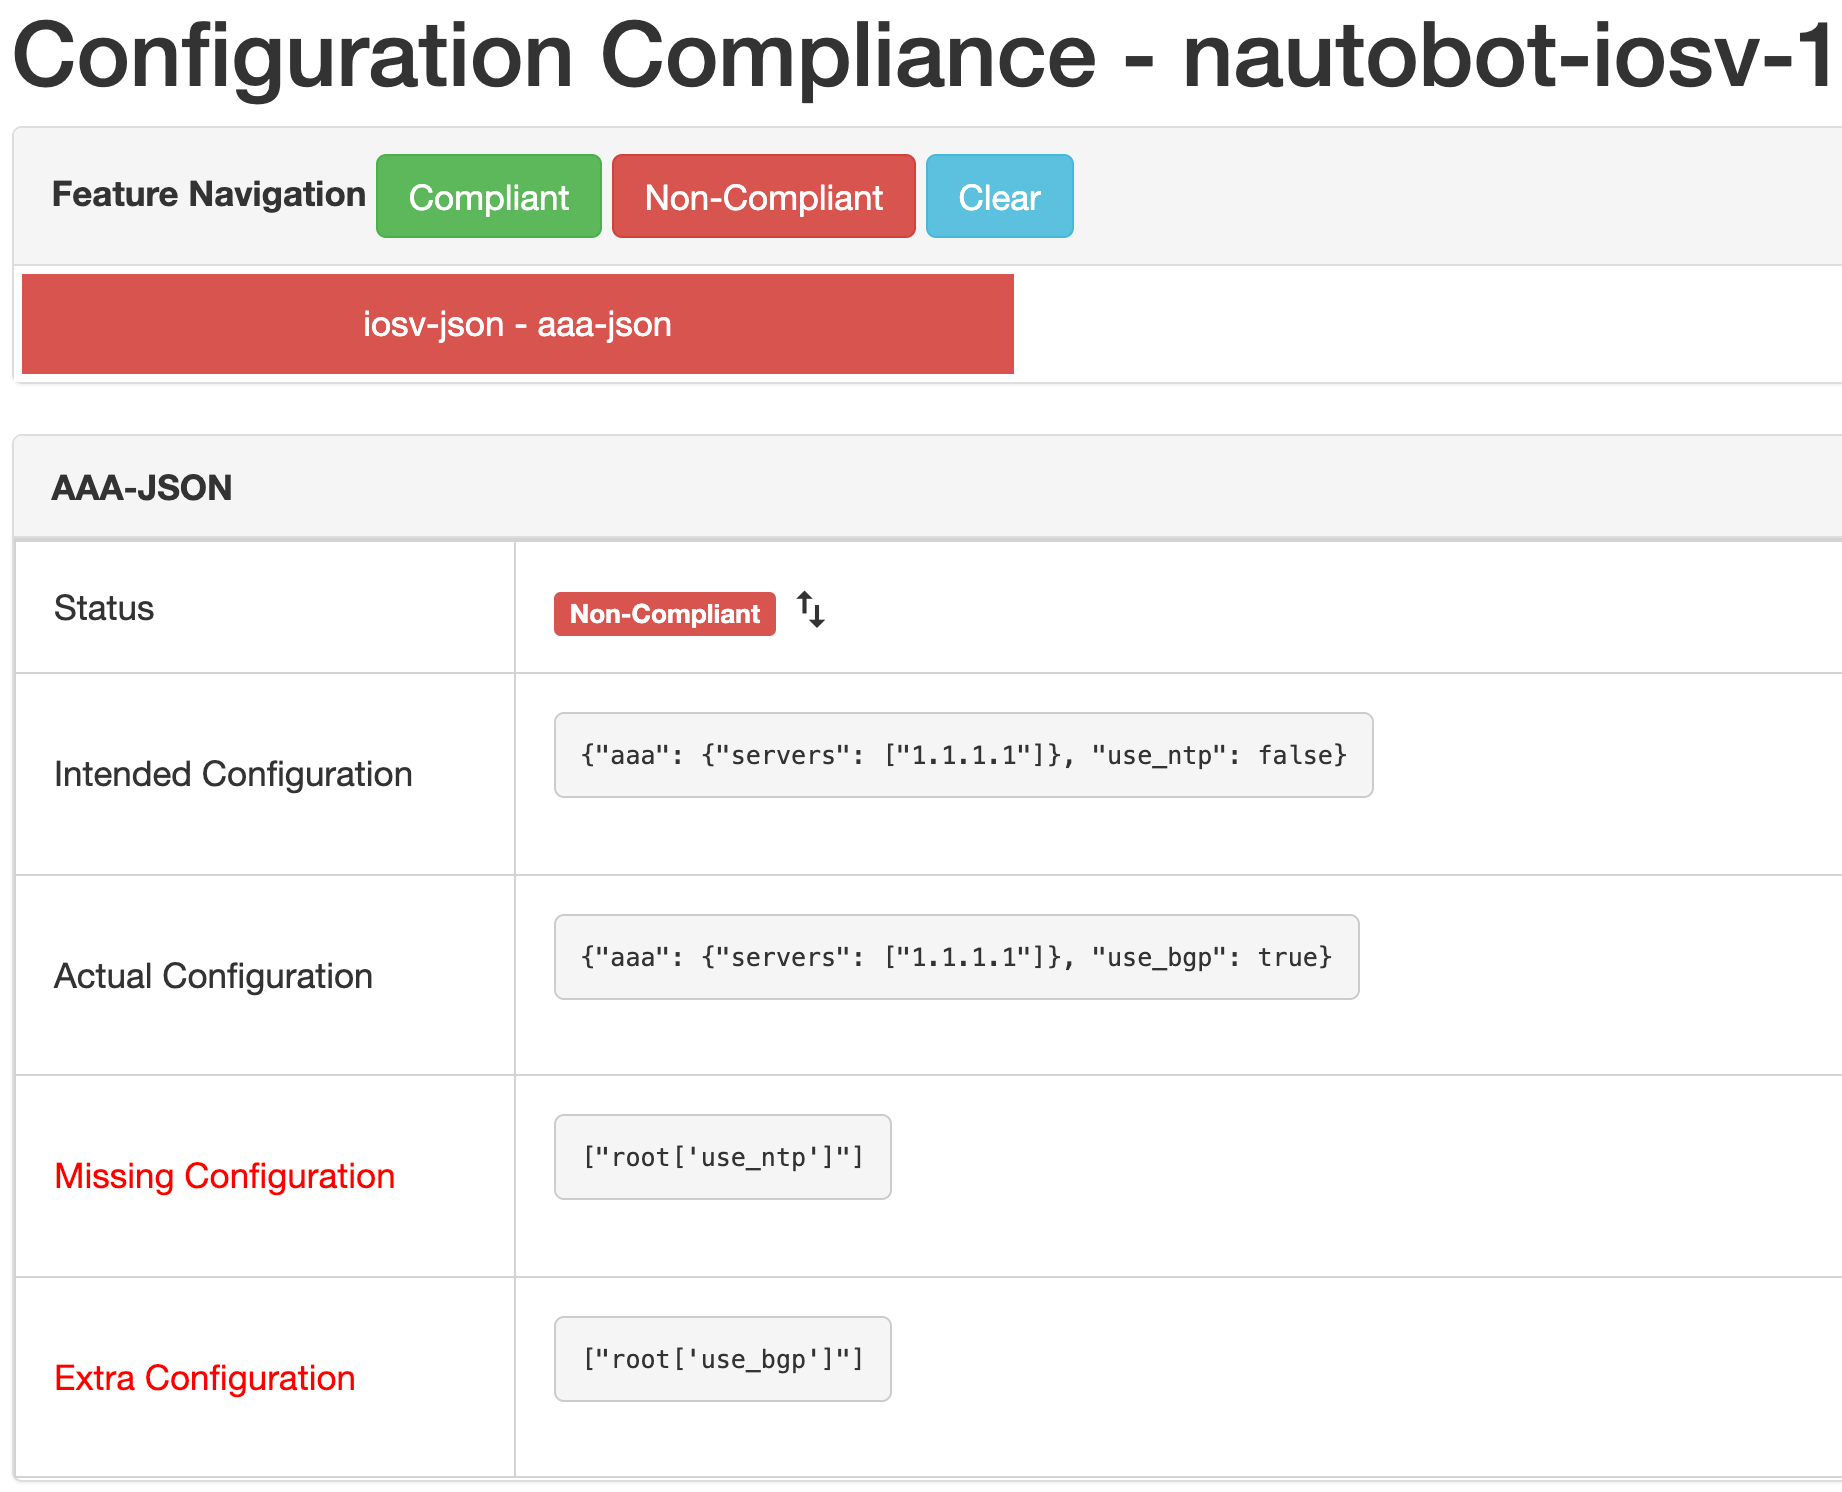 Configuration Compliance - nautobot-iosv-1
Feature Navigation Compliant Non-Compliant Clear
iosv-json - aaa-json
AAA-JSON
Status Non-Compliant
Intended Configuration {"aaa": {"servers": ["1.1.1.1"]}, "use_ntp": false}
Actual Configuration {"aaa": {"servers": ["1.1.1.1"]}, "use_bgp": true}
Missing Configuration ["root['use_ntp']"]
Extra Configuration ["root['use_bgp']"]